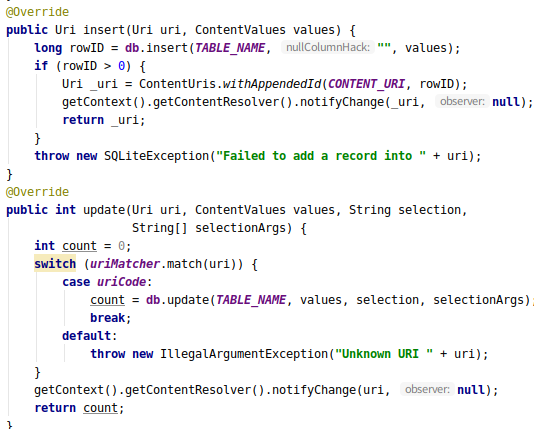 @Override
public Uri insert(Uri uri, ContentValues values) {
    long rowID = db.insert(TABLE_NAME, nullColumnHack: "", values);
    if (rowID > 0) {
        Uri _uri = ContentUris.withAppendedId(CONTENT_URI, rowID);
        getContext().getContentResolver().notifyChange(_uri, observer: null);
        return _uri;
    }
    throw new SQLiteException("Failed to add a record into " + uri);
}
@Override
public int update(Uri uri, ContentValues values, String selection,
                  String[] selectionArgs) {
    int count = 0;
    switch (uriMatcher.match(uri)) {
        case uriCode:
            count = db.update(TABLE_NAME, values, selection, selectionArgs);
            break;
        default:
            throw new IllegalArgumentException("Unknown URI " + uri);
    }
    getContext().getContentResolver().notifyChange(uri, observer: null);
    return count;
}